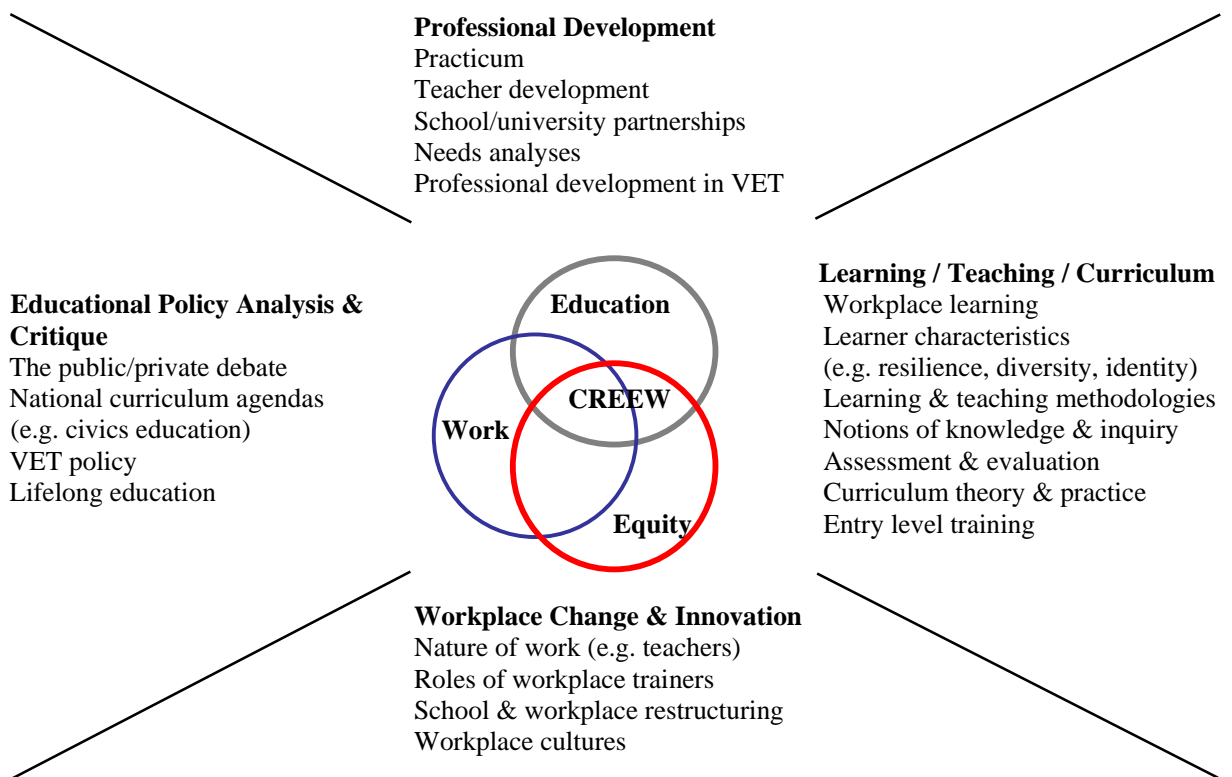 Professional Development
Practicum
Teacher development
School/university partnerships
Needs analyses
Professional development in VET
Educational Policy Analysis &
Critique
The public/private debate
National curriculum agendas
(e.g. civics education)
VET policy
Lifelong education
Education
CREEW
Work
Equity
Learning / Teaching / Curriculum
Workplace learning
Learner characteristics
(e.g. resilience, diversity, identity)
Learning & teaching methodologies
Notions of knowledge & inquiry
Assessment & evaluation
Curriculum theory & practice
Entry level training
Workplace Change & Innovation
Nature of work (e.g. teachers)
Roles of workplace trainers
School & workplace restructuring
Workplace cultures